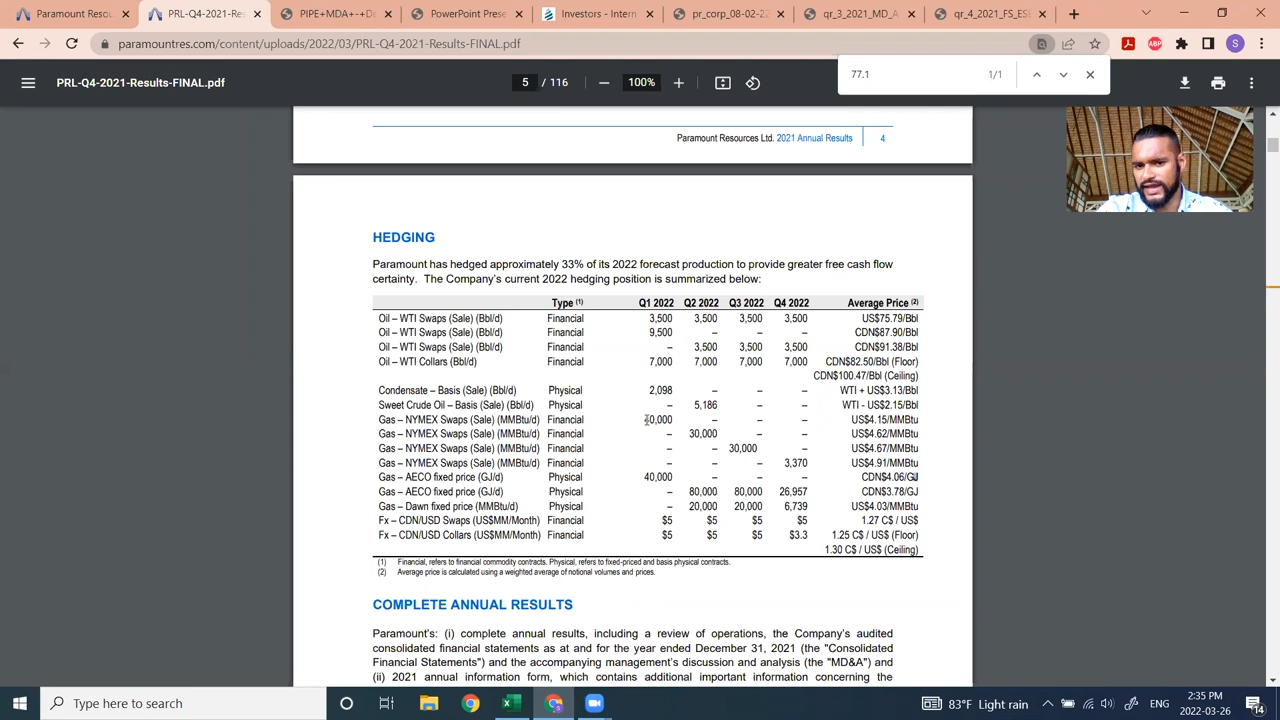 Paramount Resou
PRL-Q4-2021-Res
PIPE+MDA+-+De
PowerPoint Prese
Investors - Intern
pr_corp_08-02-22
qr_3_2021_MD_A
qr_4_2021_FS_ESE
paramountres.com/content/uploads/2022/03/PRL-Q4-2021-Results-FINAL.pdf
ABP
S
PRL-Q4-2021-Results-FINAL.pdf
5 / 116
100%
77.1
1/1
Paramount Resources Ltd. 2021 Annual Results 4
HEDGING
Paramount has hedged approximately 33% of its 2022 forecast production to provide greater free cash flow
certainty. The Company's current 2022 hedging position is summarized below:
Type (1) Q1 2022 Q2 2022 Q3 2022 Q4 2022 Average Price (2)
Oil – WTI Swaps (Sale) (Bbl/d) Financial 3,500 3,500 3,500 3,500 US$75.79/Bbl
Oil – WTI Swaps (Sale) (Bbl/d) Financial 9,500 – – – CDN$87.90/Bbl
Oil – WTI Swaps (Sale) (Bbl/d) Financial – 3,500 3,500 3,500 CDN$91.38/Bbl
Oil – WTI Collars (Bbl/d) Financial 7,000 7,000 7,000 7,000 CDN$82.50/Bbl (Floor)
CDN$100.47/Bbl (Ceiling)
Condensate – Basis (Sale) (Bbl/d) Physical 2,098 – – – WTI + US$3.13/Bbl
Sweet Crude Oil – Basis (Sale) (Bbl/d) Physical – 5,186 – – WTI - US$2.15/Bbl
Gas – NYMEX Swaps (Sale) (MMBtu/d) Financial – – – US$4.15/MMBtu
Gas – NYMEX Swaps (Sale) (MMBtu/d) Financial – 30,000 – – US$4.62/MMBtu
Gas – NYMEX Swaps (Sale) (MMBtu/d) Financial – – 30,000 – US$4.67/MMBtu
Gas – NYMEX Swaps (Sale) (MMBtu/d) Financial – – – 3,370 US$4.91/MMBtu
Gas – AECO fixed price (GJ/d) Physical 40,000 – – – CDN$4.06/GJ
Gas – AECO fixed price (GJ/d) Physical – 80,000 80,000 26,957 CDN$3.78/GJ
Gas – Dawn fixed price (MMBtu/d) Physical – 20,000 20,000 6,739 US$4.03/MMBtu
Fx – CDN/USD Swaps (US$MM/Month) Financial $5 $5 $5 $5 1.27 C$ / US$
Fx – CDN/USD Collars (US$MM/Month) Financial $5 $5 $5 $3.3 1.25 C$ / US$ (Floor)
1.30 C$ / US$ (Ceiling)
(1) Financial, refers to financial commodity contracts. Physical, refers to fixed-priced and basis physical contracts.
(2) Average price is calculated using a weighted average of notional volumes and prices.
COMPLETE ANNUAL RESULTS
Paramount's: (i) complete annual results, including a review of operations, the Company's audited
consolidated financial statements as at and for the year ended December 31, 2021 (the "Consolidated
Financial Statements") and the accompanying management's discussion and analysis (the "MD&A") and
(ii) 2021 annual information form, which contains additional important information concerning the
Type here to search
83°F Light rain
ENG
2:35 PM
2022-03-26
14